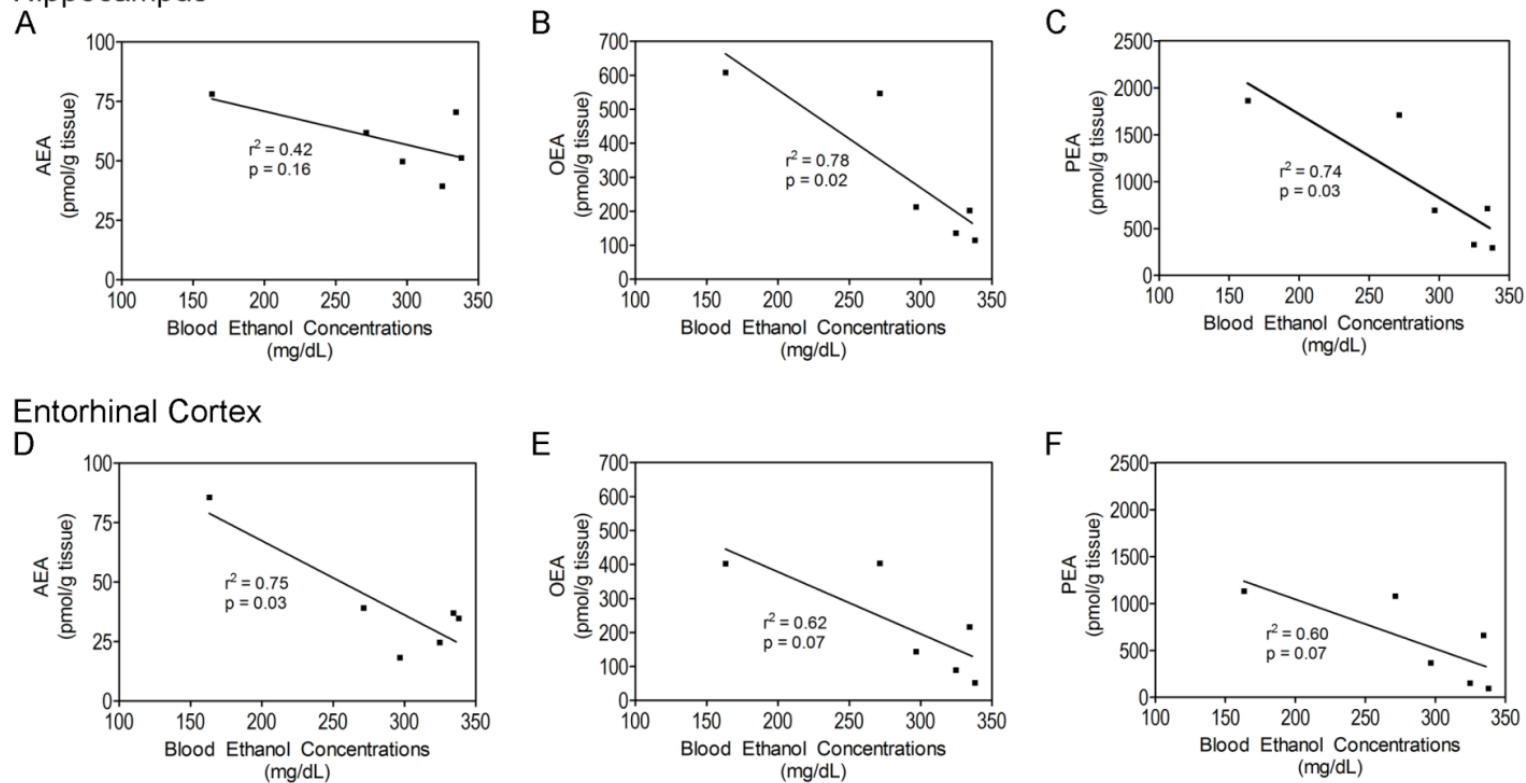 Hippocampus
A
B
C
100
75
50
25
0
AEA
(pmol/g tissue)
r² = 0.42
p = 0.16
100 150 200 250 300 350
Blood Ethanol Concentrations
(mg/dL)
700
600
500
400
300
200
100
0
OEA
(pmol/g tissue)
r² = 0.78
p = 0.02
100 150 200 250 300 350
Blood Ethanol Concentrations
(mg/dL)
2500
2000
1500
1000
500
0
PEA
(pmol/g tissue)
r² = 0.74
p = 0.03
100 150 200 250 300 350
Blood Ethanol Concentrations
(mg/dL)
Entorhinal Cortex
D
E
F
100
75
50
25
0
AEA
(pmol/g tissue)
r² = 0.75
p = 0.03
100 150 200 250 300 350
Blood Ethanol Concentrations
(mg/dL)
700
600
500
400
300
200
100
0
OEA
(pmol/g tissue)
r² = 0.62
p = 0.07
100 150 200 250 300 350
Blood Ethanol Concentrations
(mg/dL)
2500
2000
1500
1000
500
0
PEA
(pmol/g tissue)
r² = 0.60
p = 0.07
100 150 200 250 300 350
Blood Ethanol Concentrations
(mg/dL)